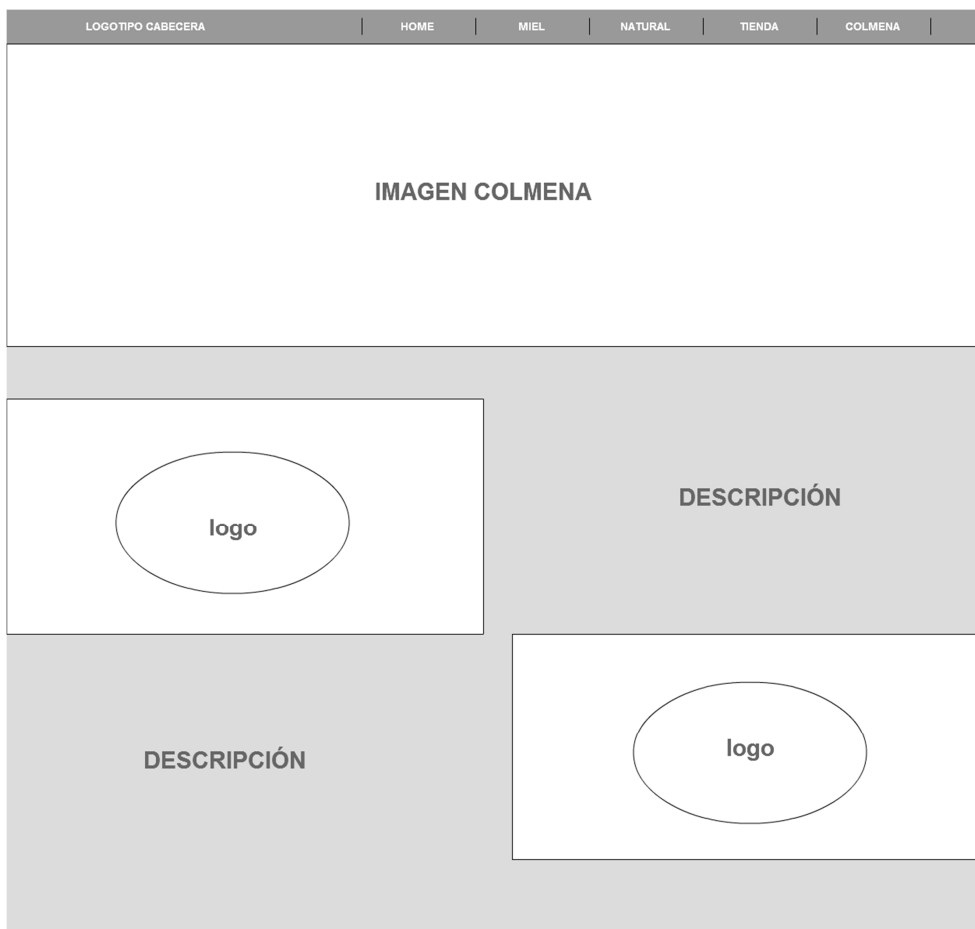 LOGOTIPO CABECERA HOME MIEL NATURAL TIENDA COLMENA
IMAGEN COLMENA
logo
DESCRIPCIÓN
DESCRIPCIÓN
logo